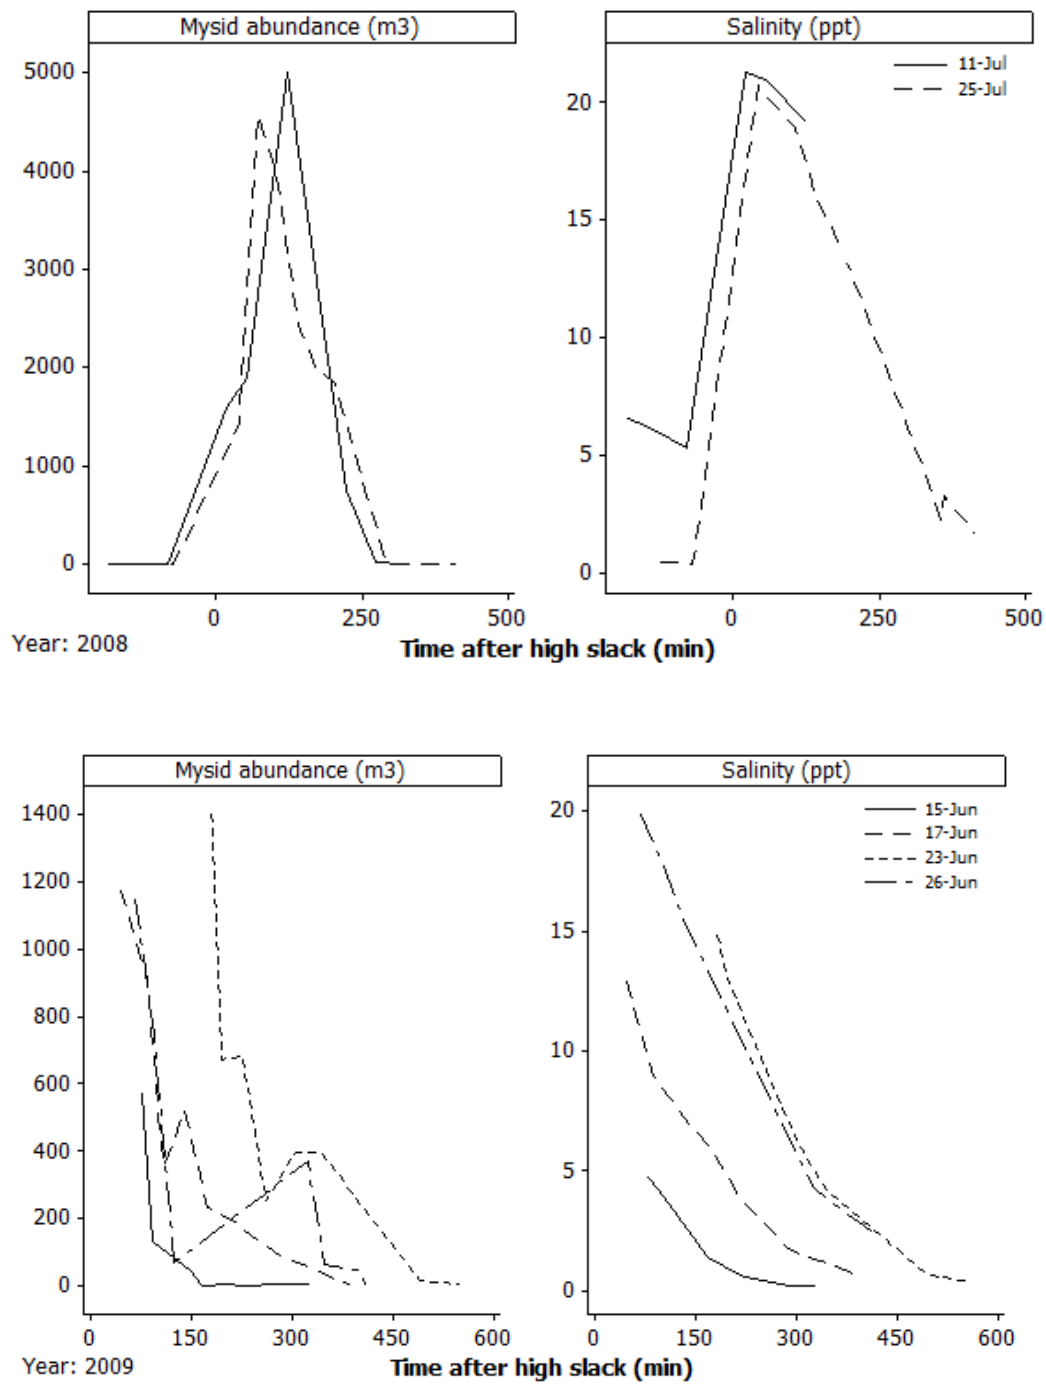 Mysid abundance (m3)
Salinity (ppt)
5000
4000
3000
2000
1000
0
0
250
500
20
15
10
5
0
0
250
500
11-Jul
25-Jul
Year: 2008
Time after high slack (min)
Mysid abundance (m3)
Salinity (ppt)
1400
1200
1000
800
600
400
200
0
0
150
300
450
600
20
15
10
5
0
0
150
300
450
600
15-Jun
17-Jun
23-Jun
26-Jun
Year: 2009
Time after high slack (min)